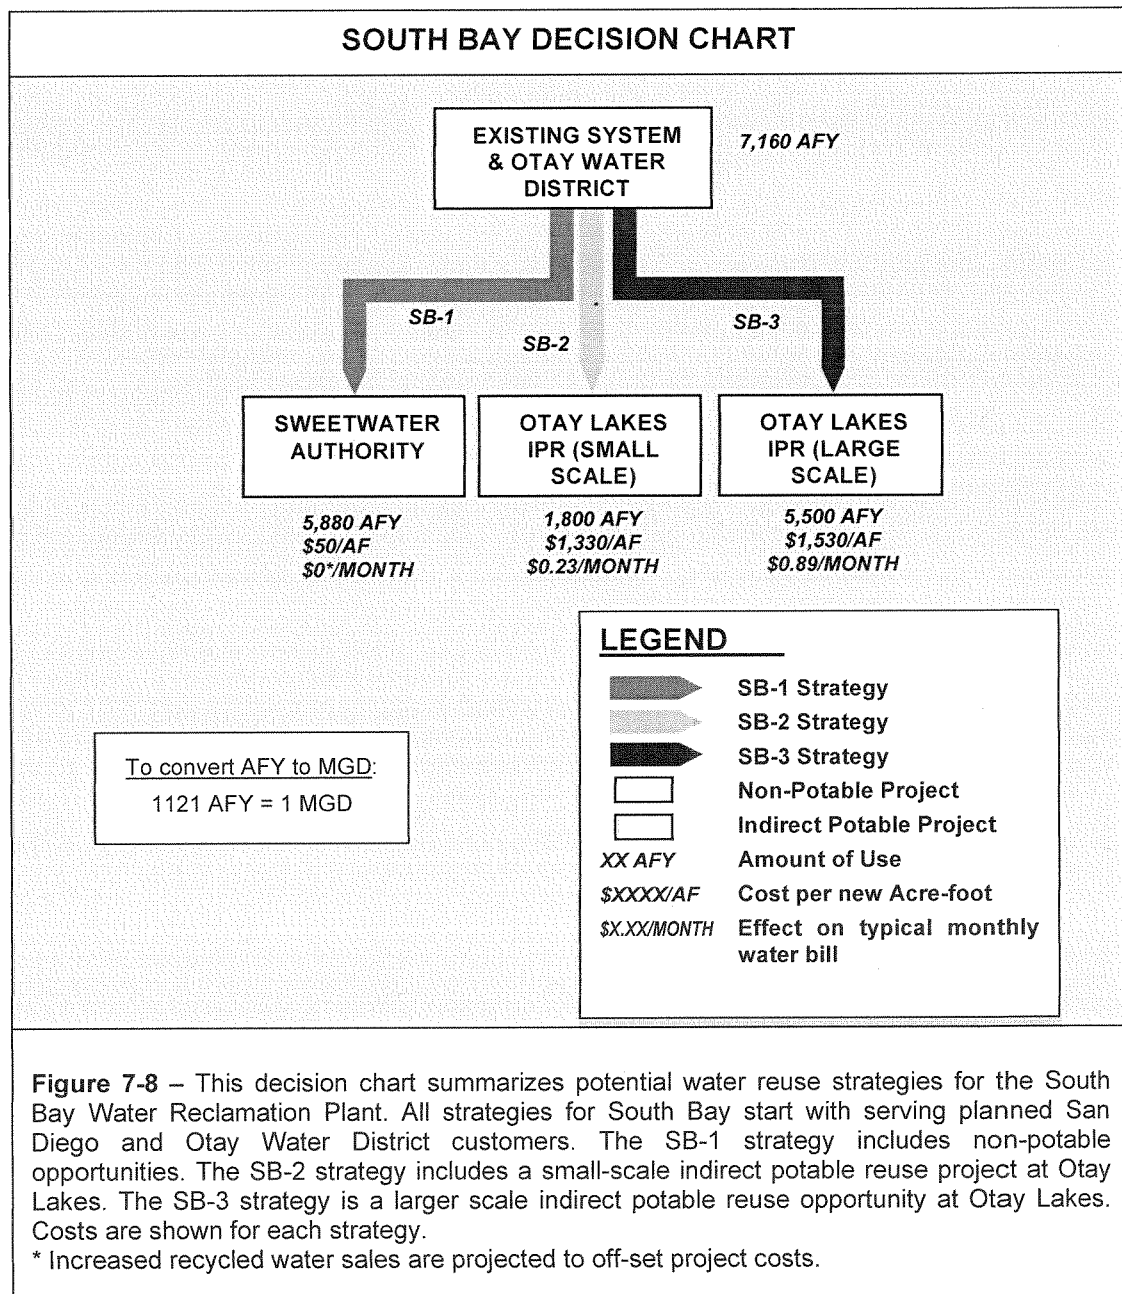 SOUTH BAY DECISION CHART
EXISTING SYSTEM
& OTAY WATER
DISTRICT
7,160 AFY
SB-1
SB-2
SB-3
SWEETWATER
AUTHORITY
5,880 AFY
$50/AF
$0*/MONTH
OTAY LAKES
IPR (SMALL
SCALE)
1,800 AFY
$1,330/AF
$0.23/MONTH
OTAY LAKES
IPR (LARGE
SCALE)
5,500 AFY
$1,530/AF
$0.89/MONTH
To convert AFY to MGD:
1121 AFY = 1 MGD
LEGEND
SB-1 Strategy
SB-2 Strategy
SB-3 Strategy
Non-Potable Project
Indirect Potable Project
XX AFY Amount of Use
$XXXX/AF Cost per new Acre-foot
$X.XX/MONTH Effect on typical monthly
water bill
Figure 7-8 – This decision chart summarizes potential water reuse strategies for the South
Bay Water Reclamation Plant. All strategies for South Bay start with serving planned San
Diego and Otay Water District customers. The SB-1 strategy includes non-potable
opportunities. The SB-2 strategy includes a small-scale indirect potable reuse project at Otay
Lakes. The SB-3 strategy is a larger scale indirect potable reuse opportunity at Otay Lakes.
Costs are shown for each strategy.
* Increased recycled water sales are projected to off-set project costs.